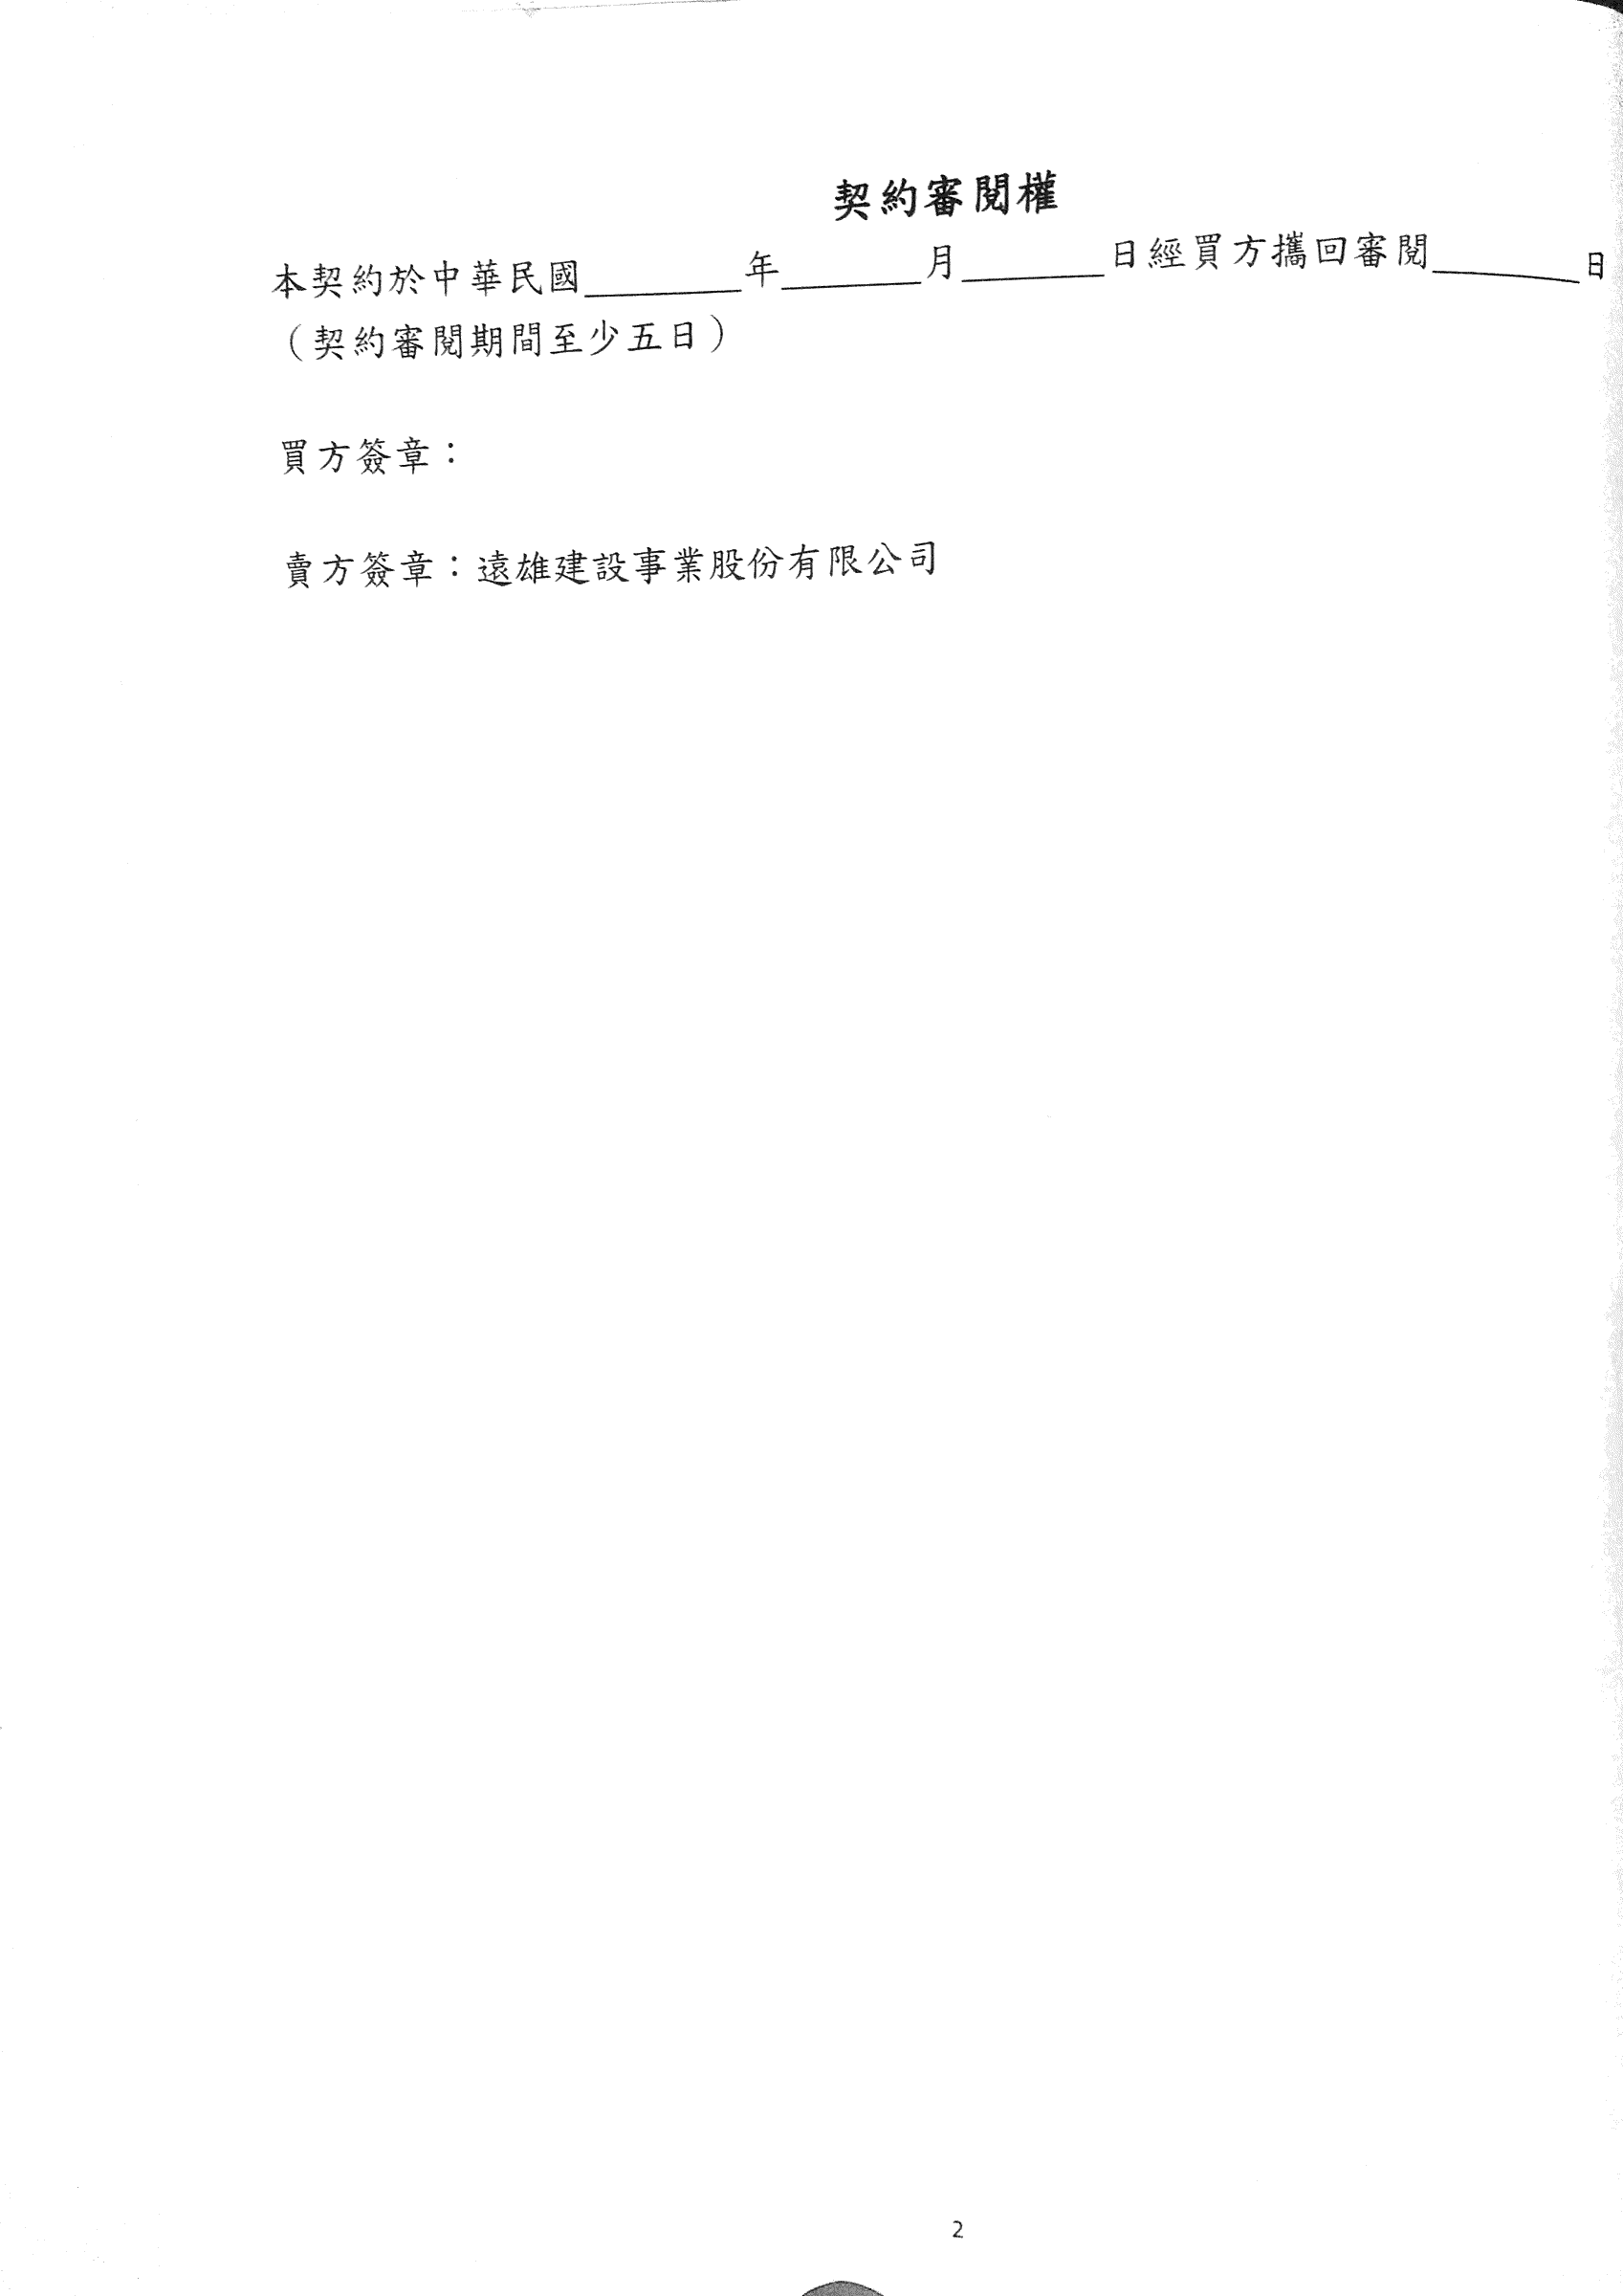 契約審閱權
本契約於中華民國________年_______月_______日經買方攜回審閱_______日
（契約審閱期間至少五日）
買方簽章：
賣方簽章：遠雄建設事業股份有限公司
2